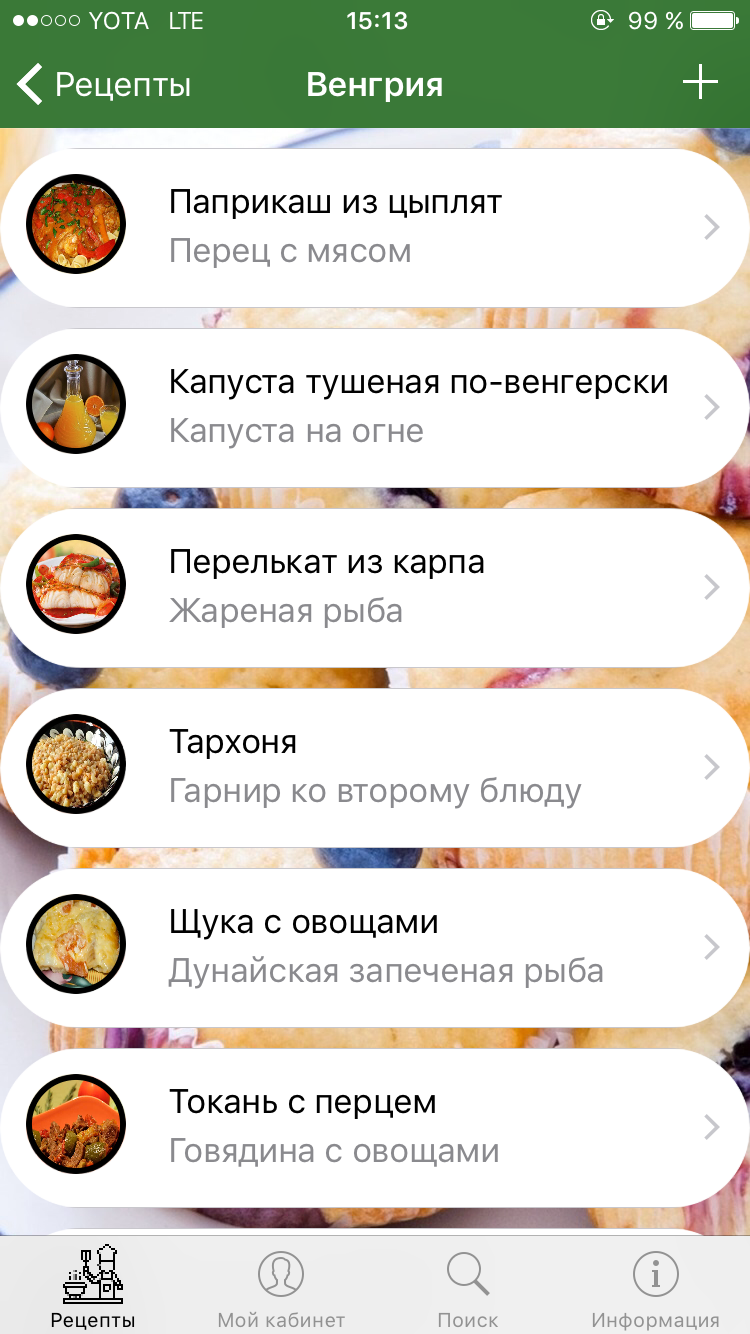 YOTA LTE 15:13 99 %
Рецепты Венгрия
Паприкаш из цыплят
Перец с мясом
Капуста тушеная по-венгерски
Капуста на огне
Перелькат из карпа
Жареная рыба
Тархоня
Гарнир ко второму блюду
Щука с овощами
Дунайская запеченая рыба
Токань с перцем
Говядина с овощами
Рецепты Мой кабинет Поиск Информация